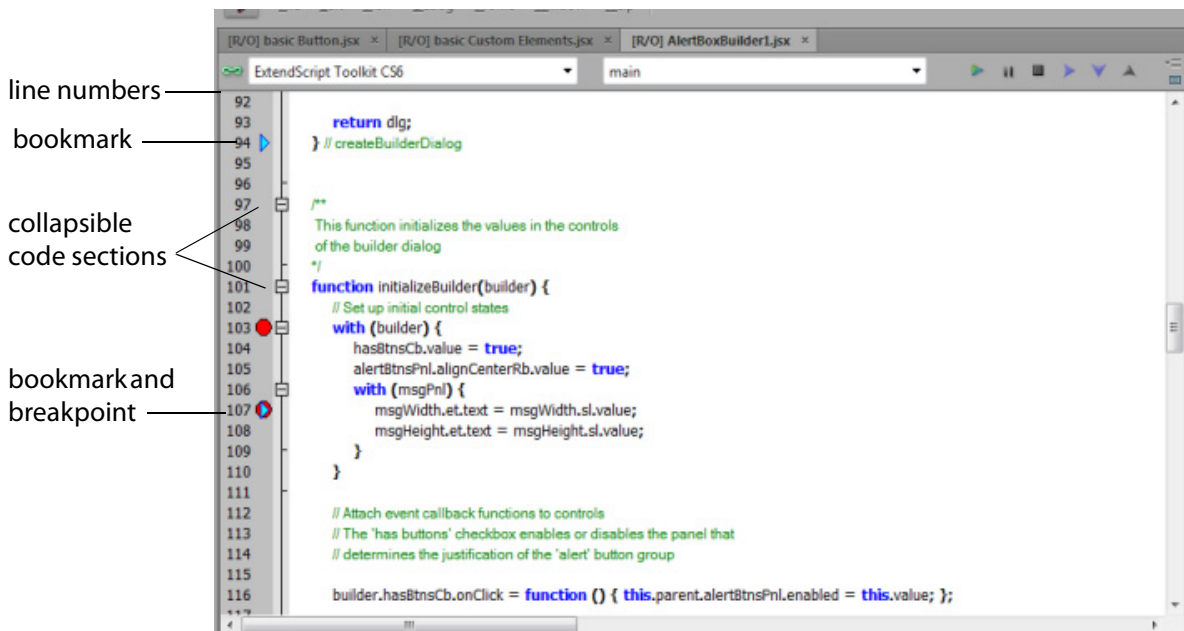 [R/O] basic Button.jsx × [R/O] basic Custom Elements.jsx × [R/O] AlertBoxBuilder1.jsx ×
ExtendScript Toolkit CS6 main
line numbers
92
93 return dlg;
bookmark
94 } // createBuilderDialog
95
96
97 /**
collapsible
code sections
98 This function initializes the values in the controls
99 of the builder dialog
100 */
101 function initializeBuilder(builder) {
102 // Set up initial control states
103 with (builder) {
104 hasBtnsCb.value = true;
105 alertBtnsPnl.alignCenterRb.value = true;
bookmark and
breakpoint
106 with (msgPnl) {
107 msgWidth.et.text = msgWidth.sl.value;
108 msgHeight.et.text = msgHeight.sl.value;
109 }
110 }
111
112 // Attach event callback functions to controls
113 // The 'has buttons' checkbox enables or disables the panel that
114 // determines the justification of the 'alert' button group
115
116 builder.hasBtnsCb.onClick = function () { this.parent.alertBtnsPnl.enabled = this.value; };
117